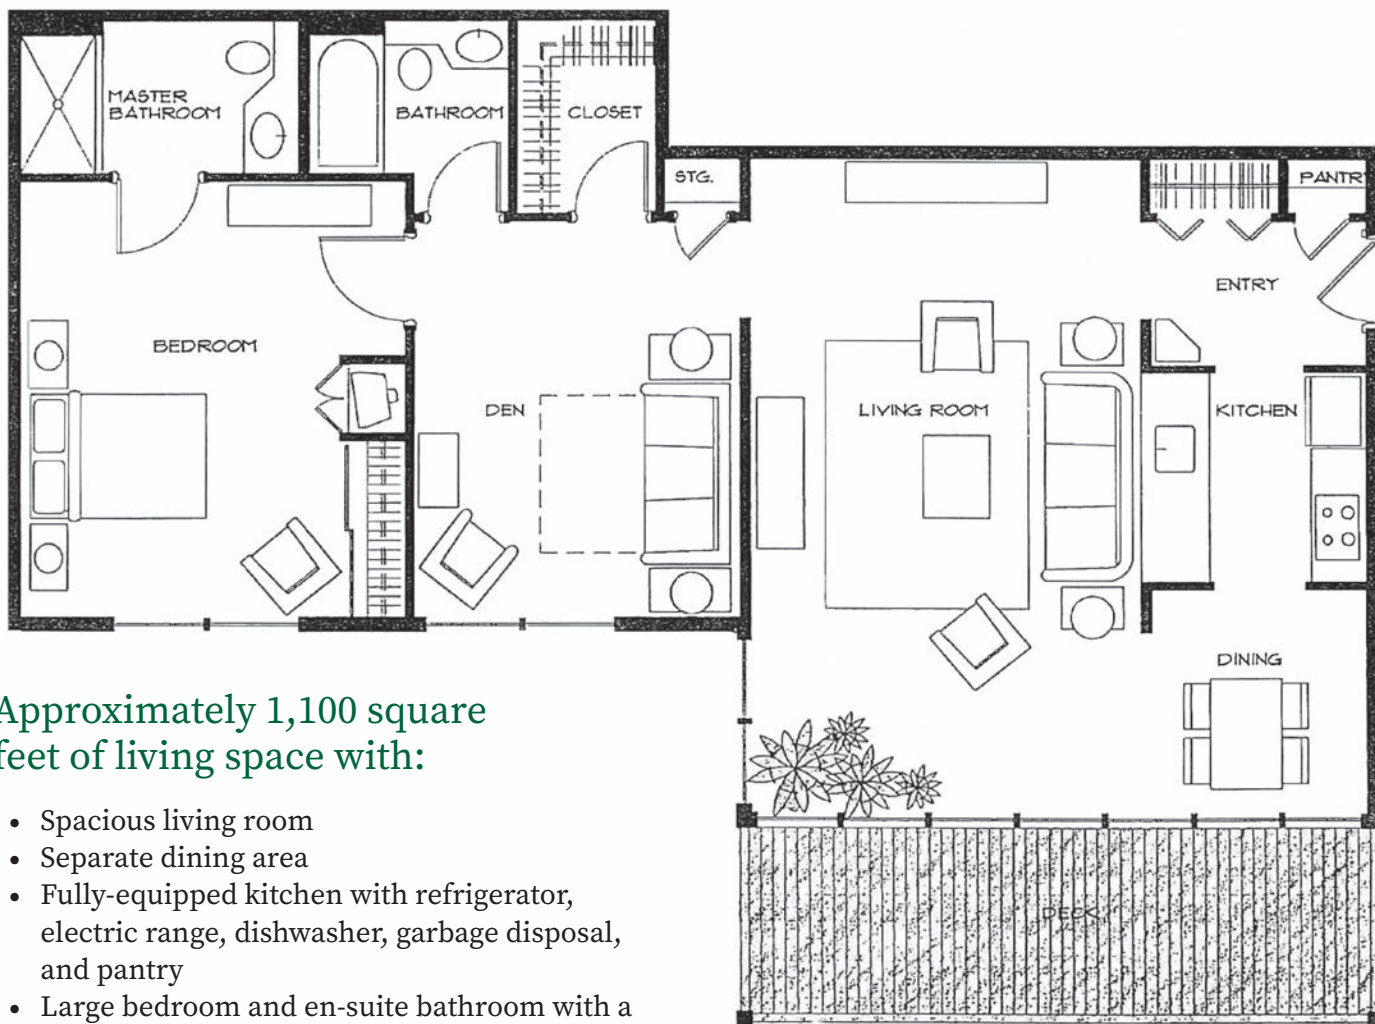 MASTER
BATHROOM
BATHROOM
CLOSET
STG.
PANTRY
ENTRY
BEDROOM
DEN
LIVING ROOM
KITCHEN
DINING
DECK
Approximately 1,100 square
feet of living space with:
• Spacious living room
• Separate dining area
• Fully-equipped kitchen with refrigerator,
electric range, dishwasher, garbage disposal,
and pantry
• Large bedroom and en-suite bathroom with a